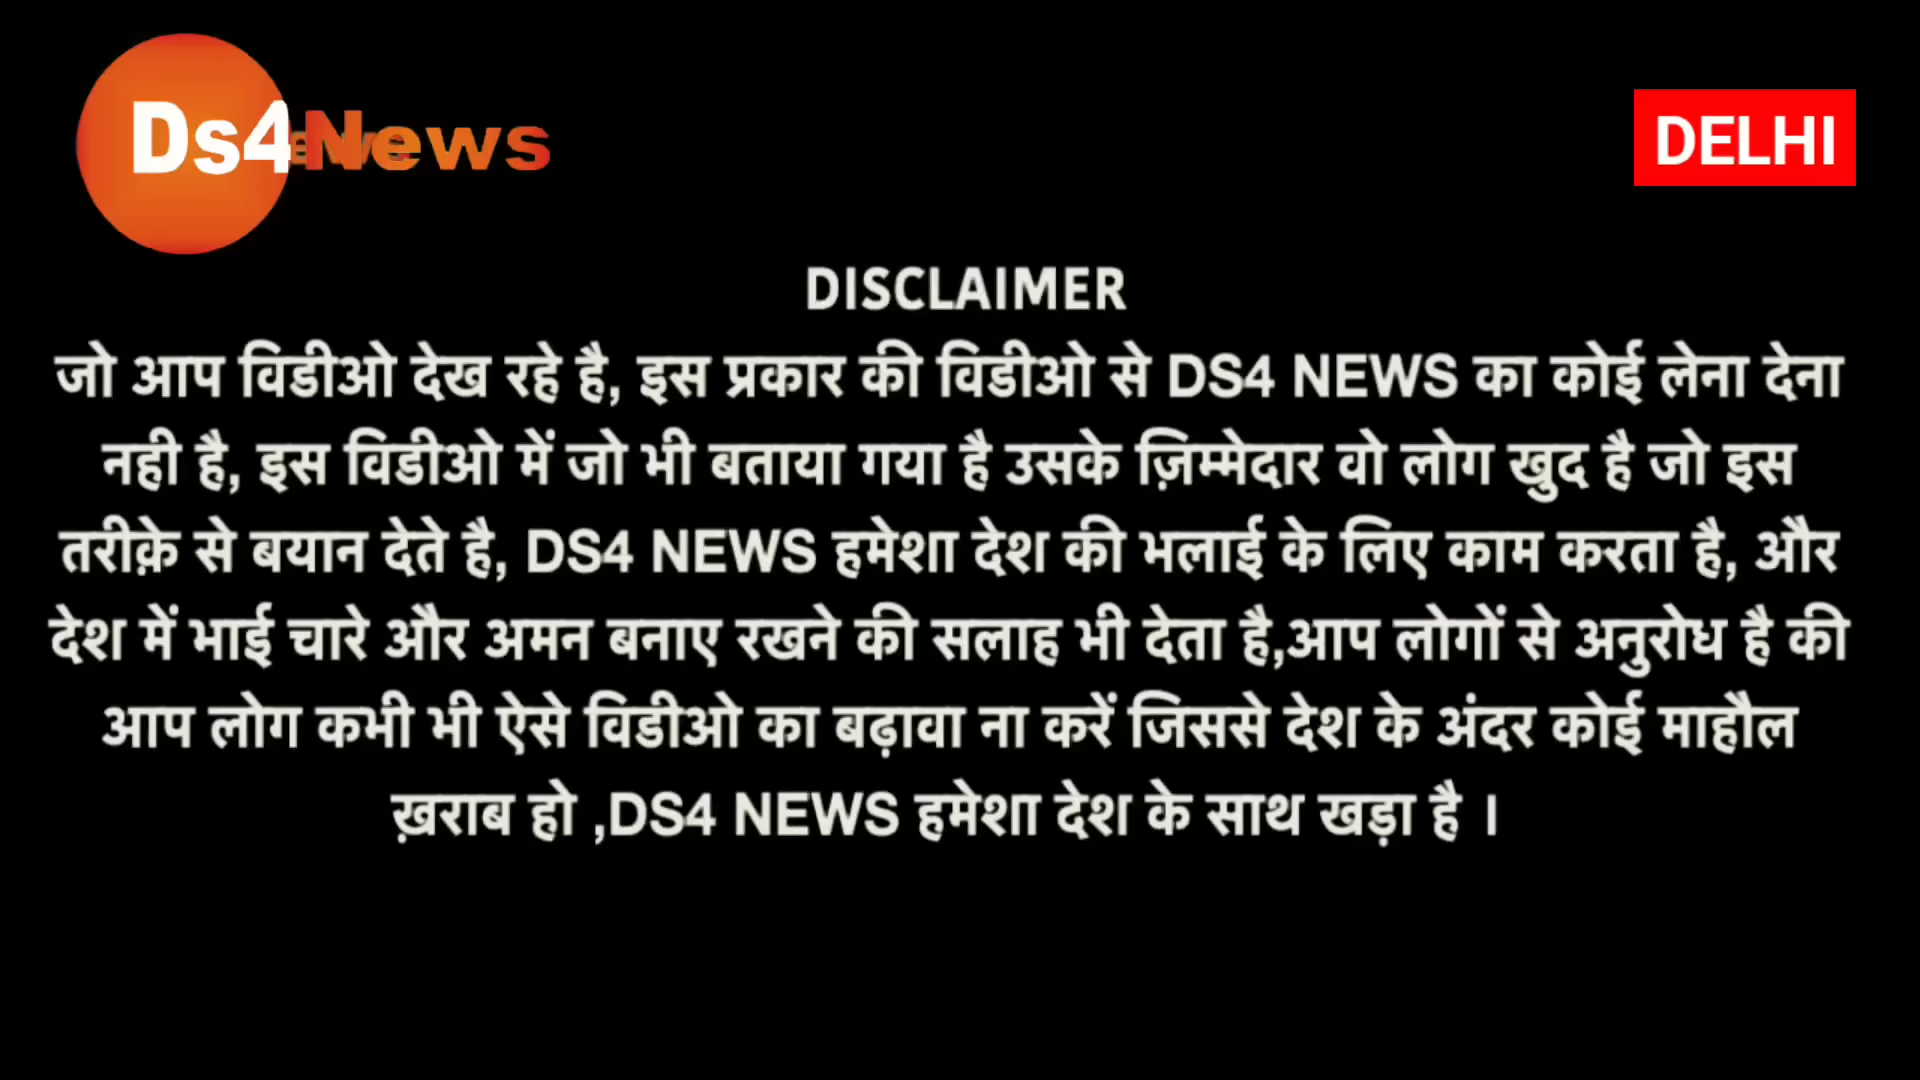 Ds4News
DELHI
DISCLAIMER
जो आप विडीओ देख रहे है, इस प्रकार की विडीओ से DS4 NEWS का कोई लेना देना
नही है, इस विडीओ में जो भी बताया गया है उसके ज़िम्मेदार वो लोग खुद है जो इस
तरीक़े से बयान देते है, DS4 NEWS हमेशा देश की भलाई के लिए काम करता है, और
देश में भाई चारे और अमन बनाए रखने की सलाह भी देता है,आप लोगों से अनुरोध है की
आप लोग कभी भी ऐसे विडीओ का बढ़ावा ना करें जिससे देश के अंदर कोई माहौल
ख़राब हो ,DS4 NEWS हमेशा देश के साथ खड़ा है ।